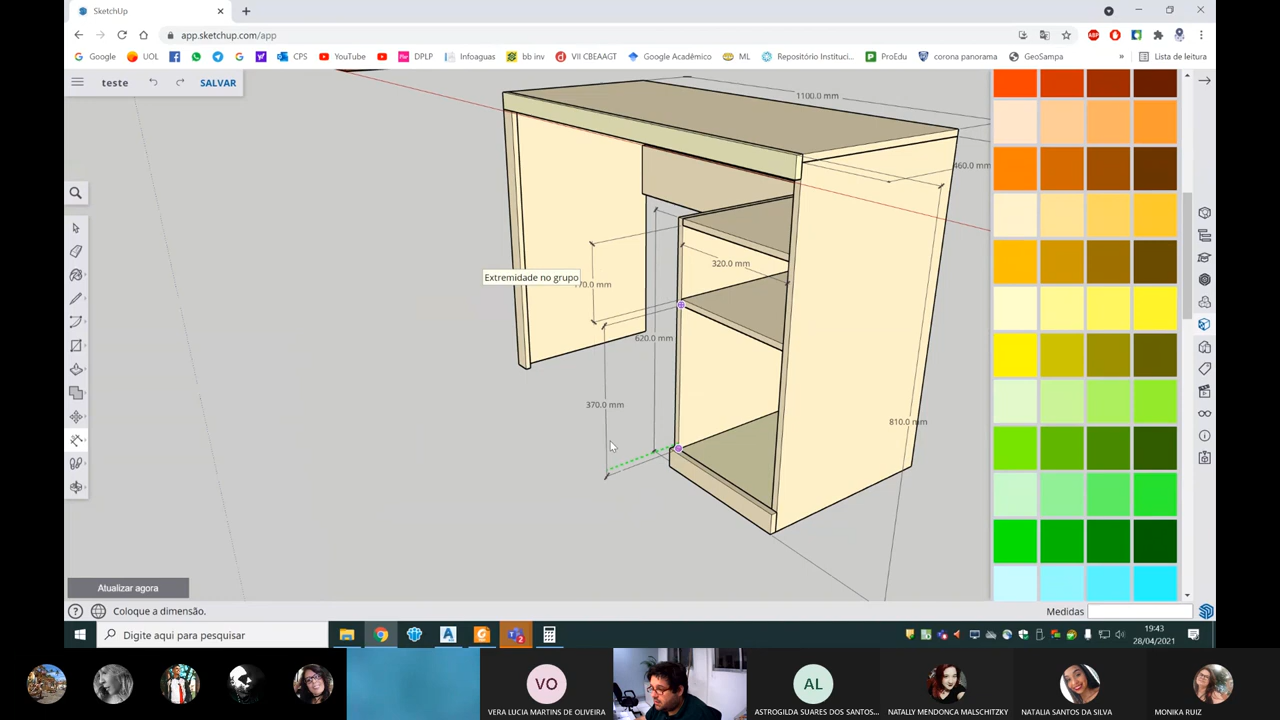 SketchUp
app.sketchup.com/app
Google
UOL
CPS
YouTube
DPLP
Infoaguas
bb inv
VII CBEAAGT
Google Acadêmico
ML
Repositório Instituci...
ProEdu
corona panorama
GeoSampa
»
Lista de leitura
teste
SALVAR
1100.0 mm
460.0 mm
320.0 mm
Extremidade no grupo
70.0 mm
620.0 mm
370.0 mm
810.0 mm
Atualizar agora
Coloque a dimensão.
Medidas
Digite aqui para pesquisar
19:43
28/04/2021
VO
AL
VERA LUCIA MARTINS DE OLIVEIRA
ASTROGILDA SUARES DOS SANTOS...
NATALLY MENDONCA MALSCHITZKY
NATALIA SANTOS DA SILVA
MONIKA RUIZ